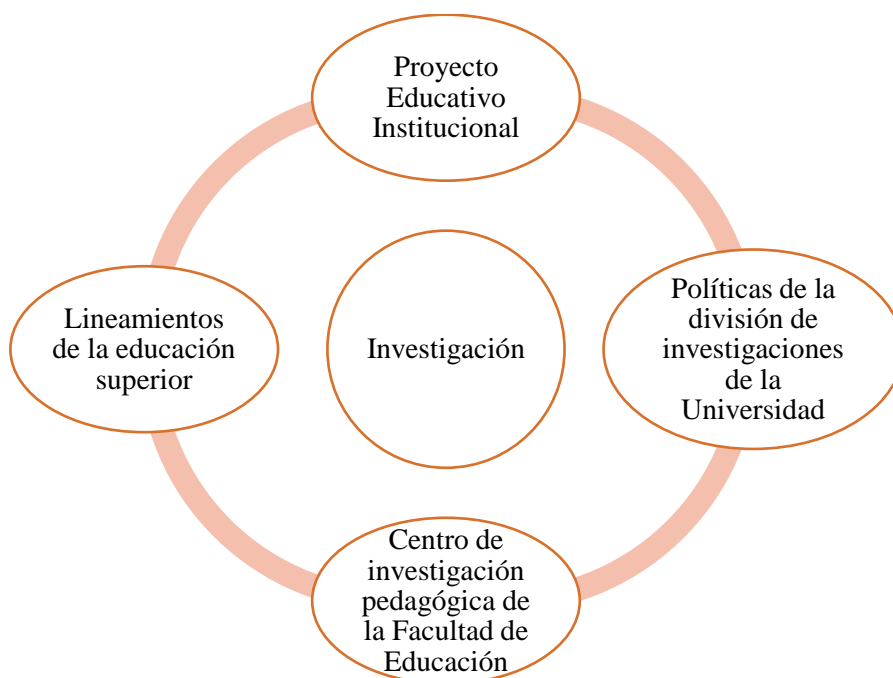 Proyecto
Educativo
Institucional
Lineamientos
de la educación
superior
Investigación
Políticas de la
división de
investigaciones
de la
Universidad
Centro de
investigación
pedagógica de
la Facultad de
Educación